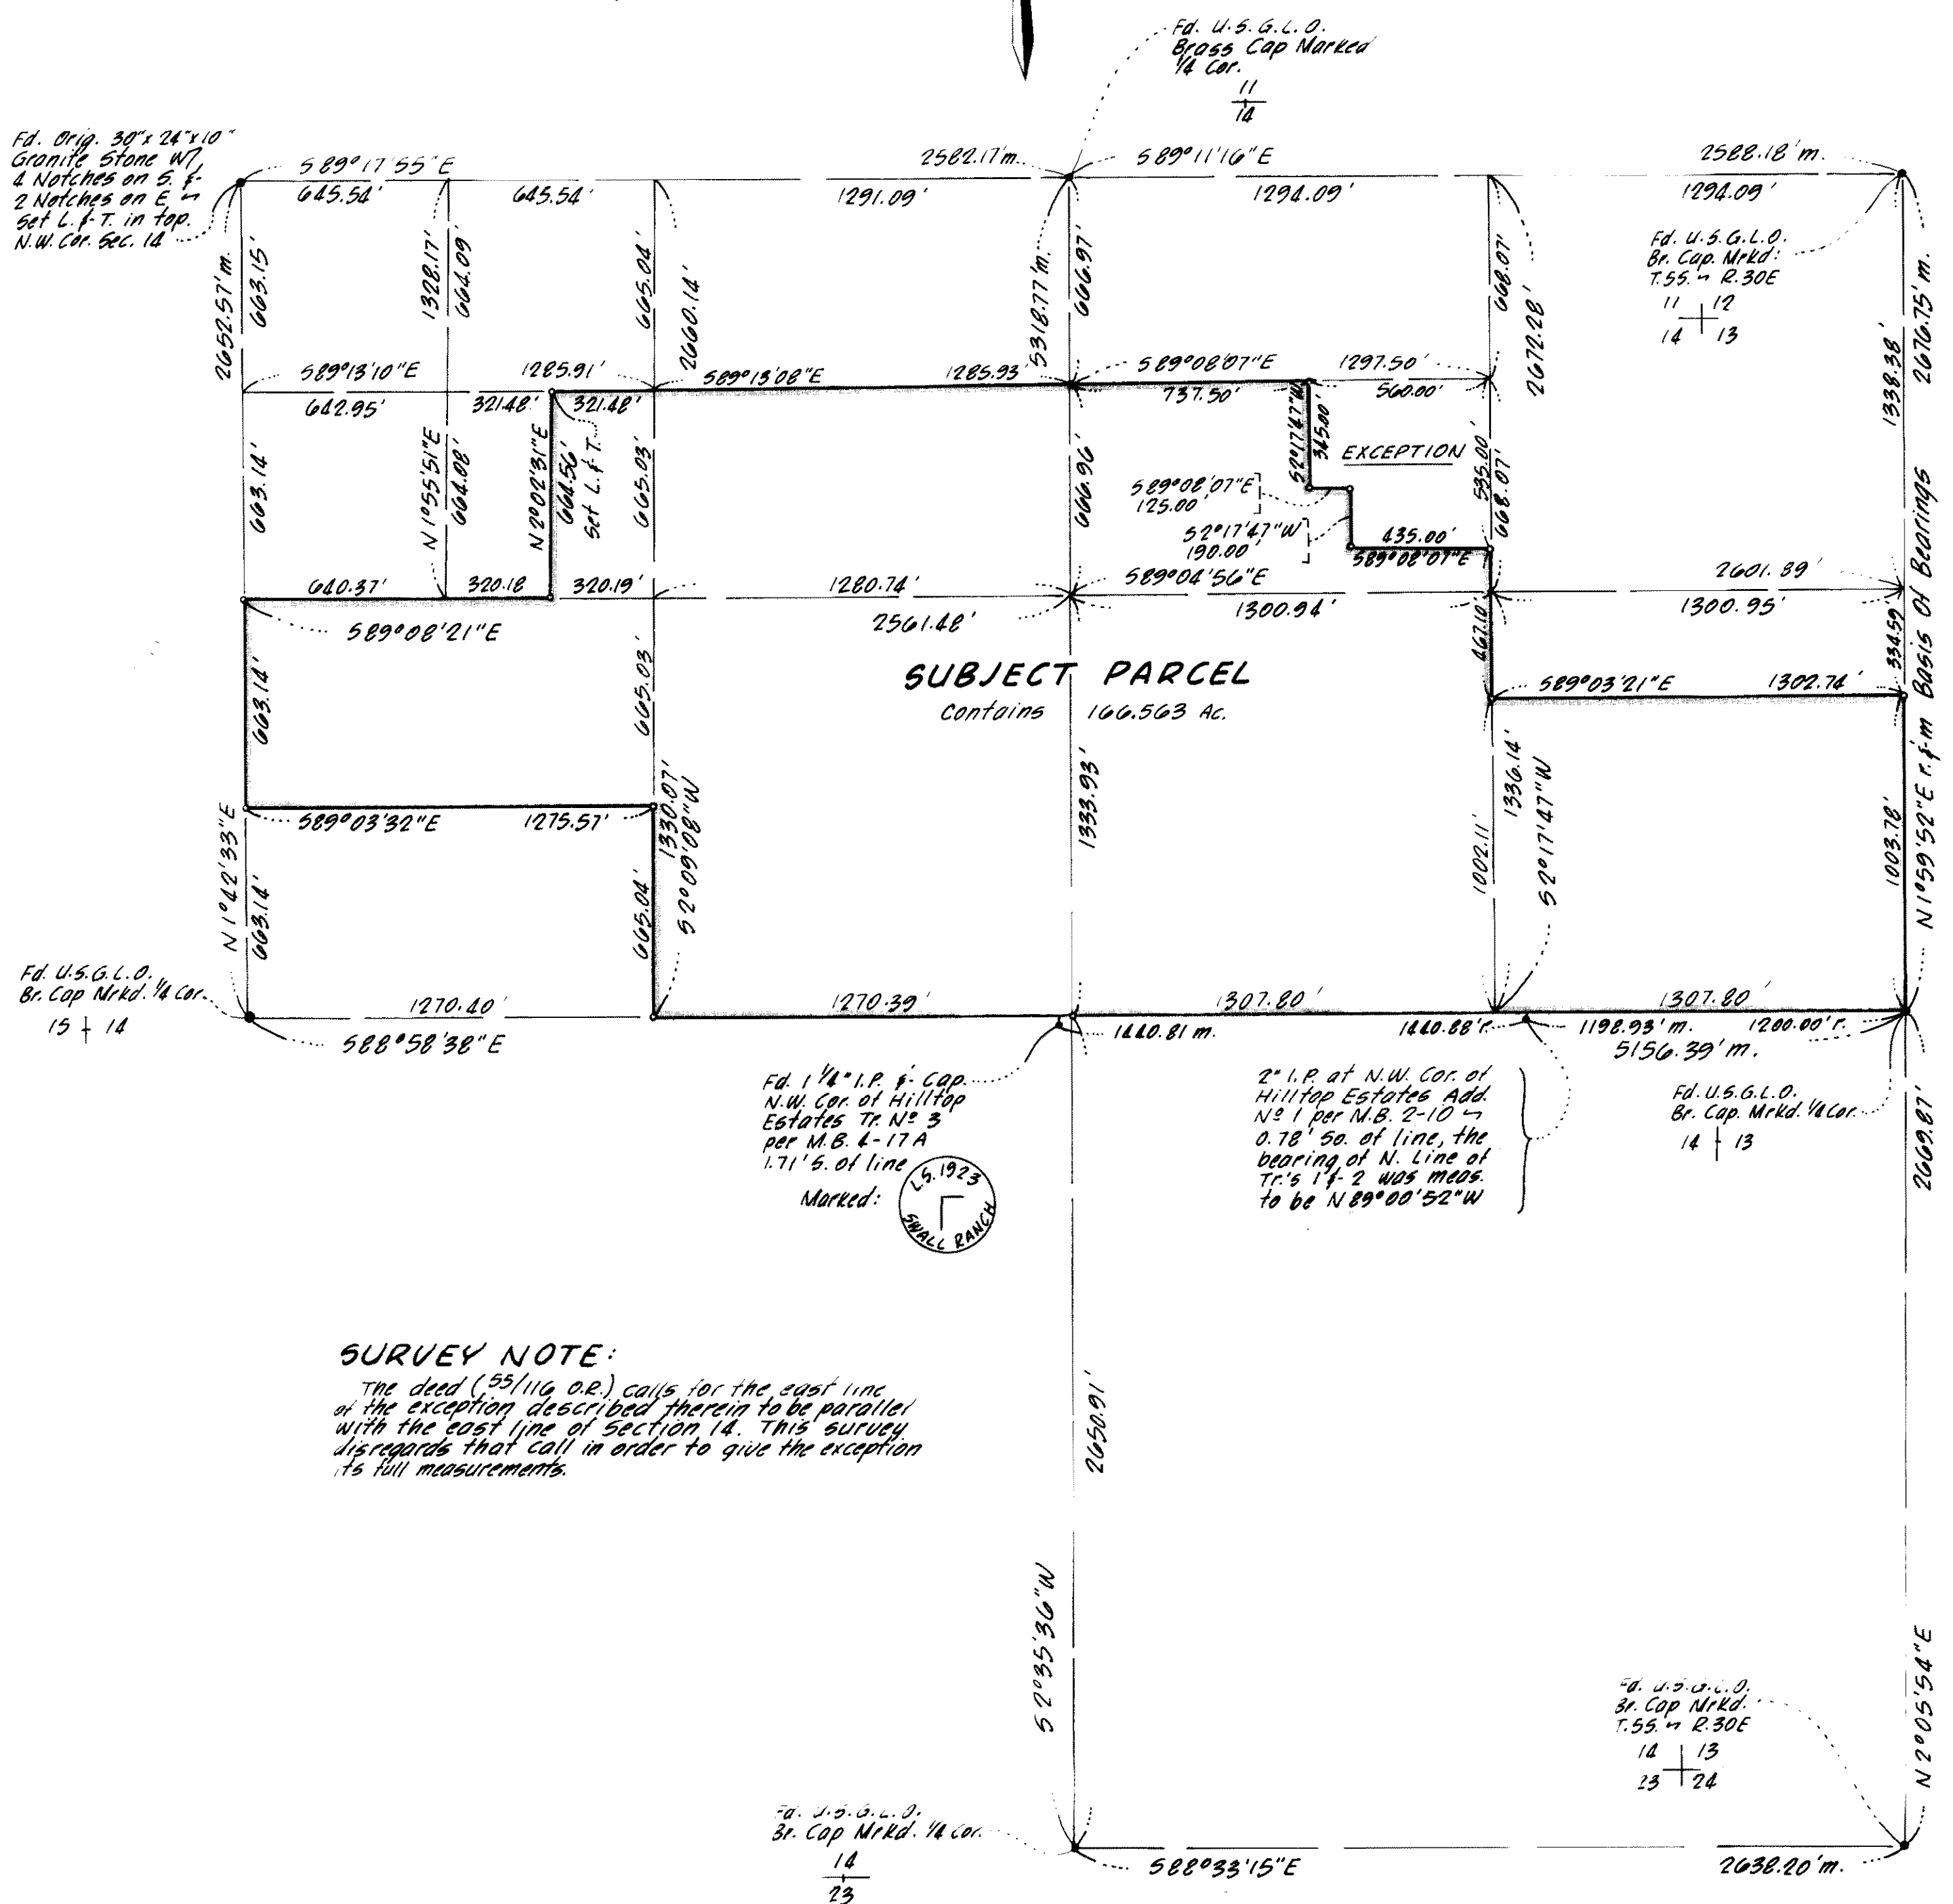 Fd. U.S.G.L.O.
Brass Cap Marked
1/4 Cor.
11
14
Fd. Orig. 30"x 24"x 10"
Granite Stone W/
4 Notches on S. &
2 Notches on E ~
Set L. & T. in top.
N.W. Cor. Sec. 14
S 89°17'55"E
2582.17'm.
S 89°11'16"E
2588.18'm.
645.54'
645.54'
1291.09'
1294.09'
1294.09'
Fd. U.S.G.L.O.
Br. Cap. Mrkd:
T.5S. ~ R.30E
11 12
14 13
2652.57'm.
663.15'
1328.17'
664.09'
665.04'
2660.14'
5318.77'm.
666.97'
668.07'
2672.28'
1338.38'
2676.75'm.
S89°13'10"E
1285.91'
S89°13'08"E
1285.93'
S89°08'07"E
1297.50'
642.95'
321.48'
321.48'
737.50'
560.00'
663.14'
N 1°55'51"E
664.08'
N 2°02'31"E
664.56'
Set L. & T.
665.03'
666.96'
S2°17'47"W
345.00'
EXCEPTION
535.00'
668.07'
S89°08'07"E
125.00'
S2°17'47"W
190.00'
435.00'
S89°08'07"E
640.37'
320.18
320.19'
1280.74'
S89°04'56"E
2601.89'
S89°08'21"E
2561.48'
1300.94'
1300.95'
467.10'
334.59'
N 1°59'52"E r. & m Basis Of Bearings
SUBJECT PARCEL
Contains 166.563 Ac.
S89°03'21"E
1302.74'
663.14'
665.03'
1333.93'
1336.14'
S2°17'47"W
1002.11'
1003.78'
S89°03'32"E
1275.57'
1330.07'
S2°09'08"W
N 1°42'33"E
663.14'
665.04'
Fd. U.S.G.L.O.
Br. Cap Mrkd. 1/4 Cor.
15 14
1270.40'
1270.39'
1307.80'
1307.80'
S88°58'38"E
1440.81 m.
1440.88'r.
1198.93'm.
1200.00'r.
5156.39'm.
Fd. 1 1/4" I.P. & Cap.
N.W. Cor. of Hilltop
Estates Tr. Nº 3
per M.B. 4-17A
1.71'S. of line
Marked:
L.S. 1923
SWALL RANCH
2" I.P. at N.W. Cor. of
Hilltop Estates Add.
Nº 1 per M.B. 2-10 ~
0.78' So. of line, the
bearing of N. Line of
Tr.'s 1 & 2 was meas.
to be N 89°00'52"W
Fd. U.S.G.L.O.
Br. Cap. Mrkd. 1/4 Cor.
14 13
2669.87'
SURVEY NOTE:
The deed (55/116 O.R.) calls for the east line
of the exception described therein to be parallel
with the east line of Section 14. This survey
disregards that call in order to give the exception
its full measurements.
2650.91'
S 2°35'36"W
N 2°05'54"E
Fd. U.S.G.L.O.
Br. Cap Mrkd.
T.5S. ~ R.30E
14 13
23 24
Fd. U.S.G.L.O.
Br. Cap Mrkd. 1/4 Cor.
14
23
S88°33'15"E
2638.20'm.